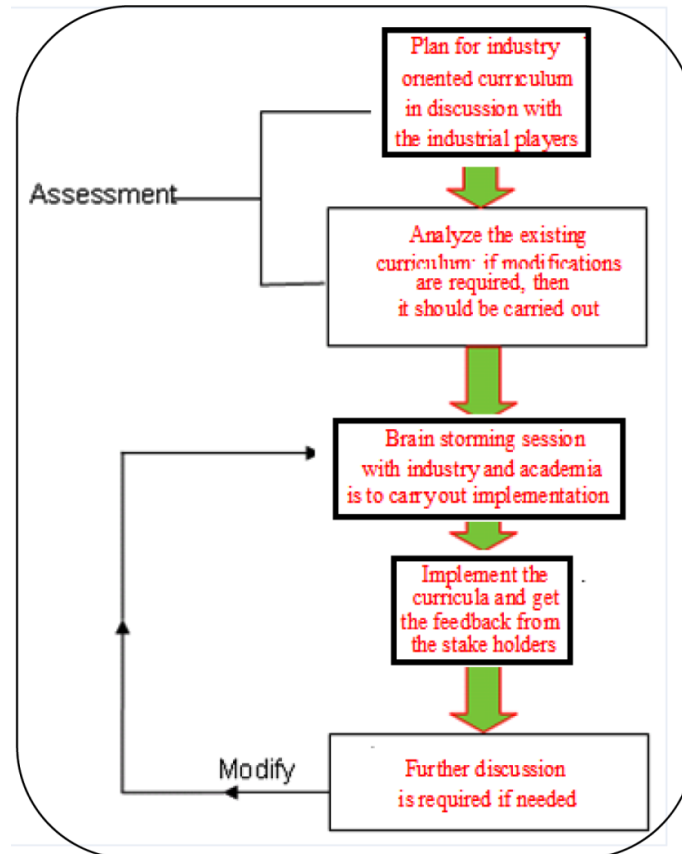 Plan for industry
oriented curriculum
in discussion with
the industrial players
Assessment
Analyze the existing
curriculum; if modifications
are required, then
it should be carried out
Brain storming session
with industry and academia
is to carryout implementation
Implement the
curricula and get
the feedback from
the stake holders
Modify
Further discussion
is required if needed